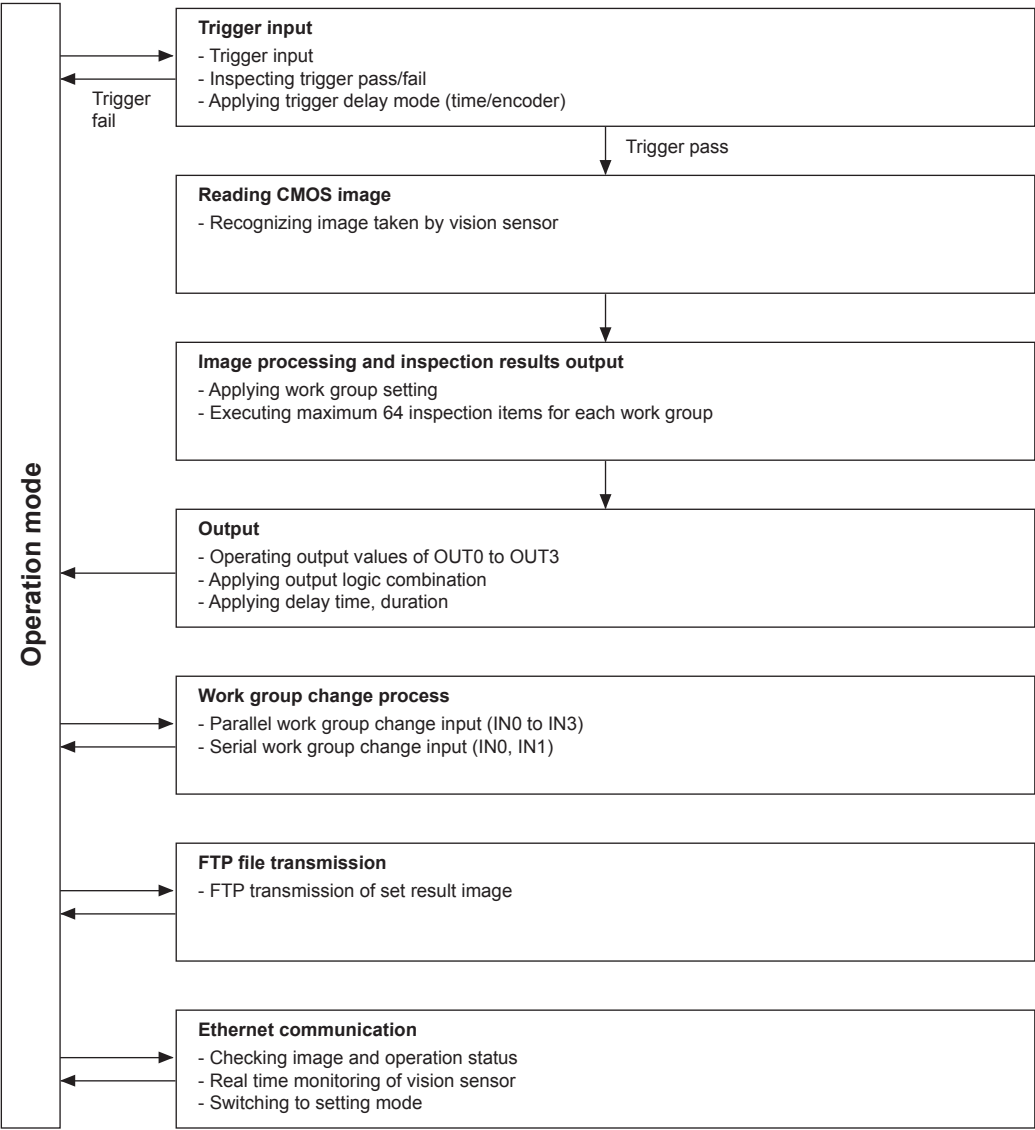 Operation mode
Trigger input
- Trigger input
- Inspecting trigger pass/fail
- Applying trigger delay mode (time/encoder)
Trigger
fail
Trigger pass
Reading CMOS image
- Recognizing image taken by vision sensor
Image processing and inspection results output
- Applying work group setting
- Executing maximum 64 inspection items for each work group
Output
- Operating output values of OUT0 to OUT3
- Applying output logic combination
- Applying delay time, duration
Work group change process
- Parallel work group change input (IN0 to IN3)
- Serial work group change input (IN0, IN1)
FTP file transmission
- FTP transmission of set result image
Ethernet communication
- Checking image and operation status
- Real time monitoring of vision sensor
- Switching to setting mode